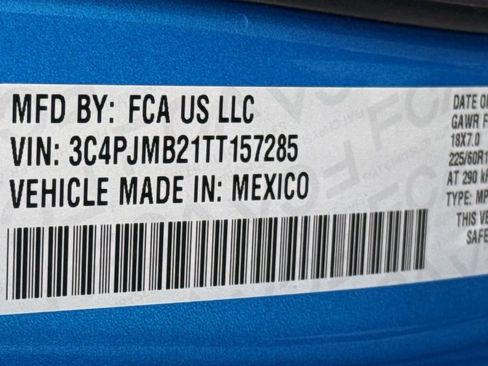 MFD BY: FCA US LLC
VIN: 3C4PJMB21TT157285
VEHICLE MADE IN: MEXICO
DATE O
GAWR F
18X7.0
225/60R1
AT 290 k
TYPE: MP
THIS VE
SAFE